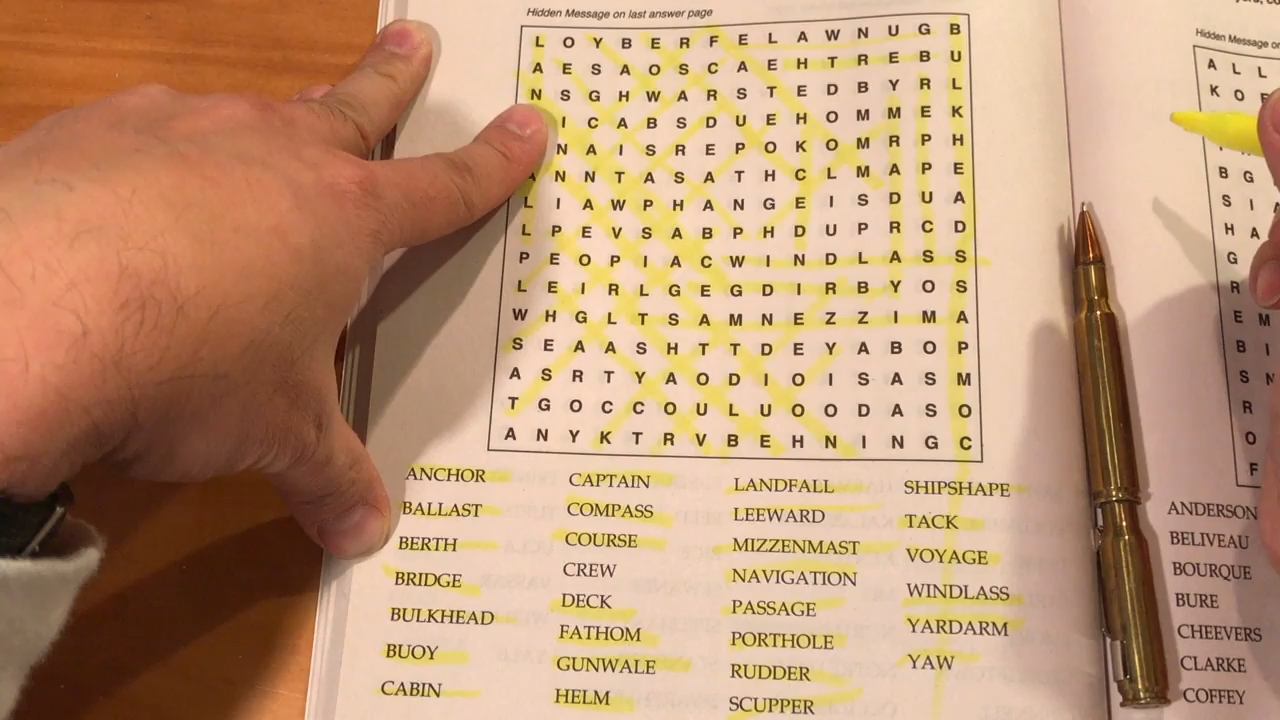 Hidden Message on last answer page
L O Y B E R F E L A W N U G B
A E S A O S C A E H T R E B U
N S G H W A R S T E D B Y R L
I C A B S D U E H O M M E K
N A I S R E P O K O M R P H
A N N T A S A T H C L M A P E
L I A W P H A N G E I S D U A
L P E V S A B P H D U P R C D
P E O P I A C W I N D L A S S
L E I R L G E G D I R B Y O S
W H G L T S A M N E Z Z I M A
S E A A S H T T D E Y A B O P
A S R T Y A O D I O I S A S M
T G O C C O U L U O O D A S O
A N Y K T R V B E H N I N G C
ANCHOR
BALLAST
BERTH
BRIDGE
BULKHEAD
BUOY
CABIN
CAPTAIN
COMPASS
COURSE
CREW
DECK
FATHOM
GUNWALE
HELM
LANDFALL
LEEWARD
MIZZENMAST
NAVIGATION
PASSAGE
PORTHOLE
RUDDER
SCUPPER
SHIPSHAPE
TACK
VOYAGE
WINDLASS
YARDARM
YAW
Hidden Message on
A L L
K O
B G
S I
H A
G
R
E M
B I
S N
R
O
F
ANDERSON
BELIVEAU
BOURQUE
BURE
CHEEVERS
CLARKE
COFFEY